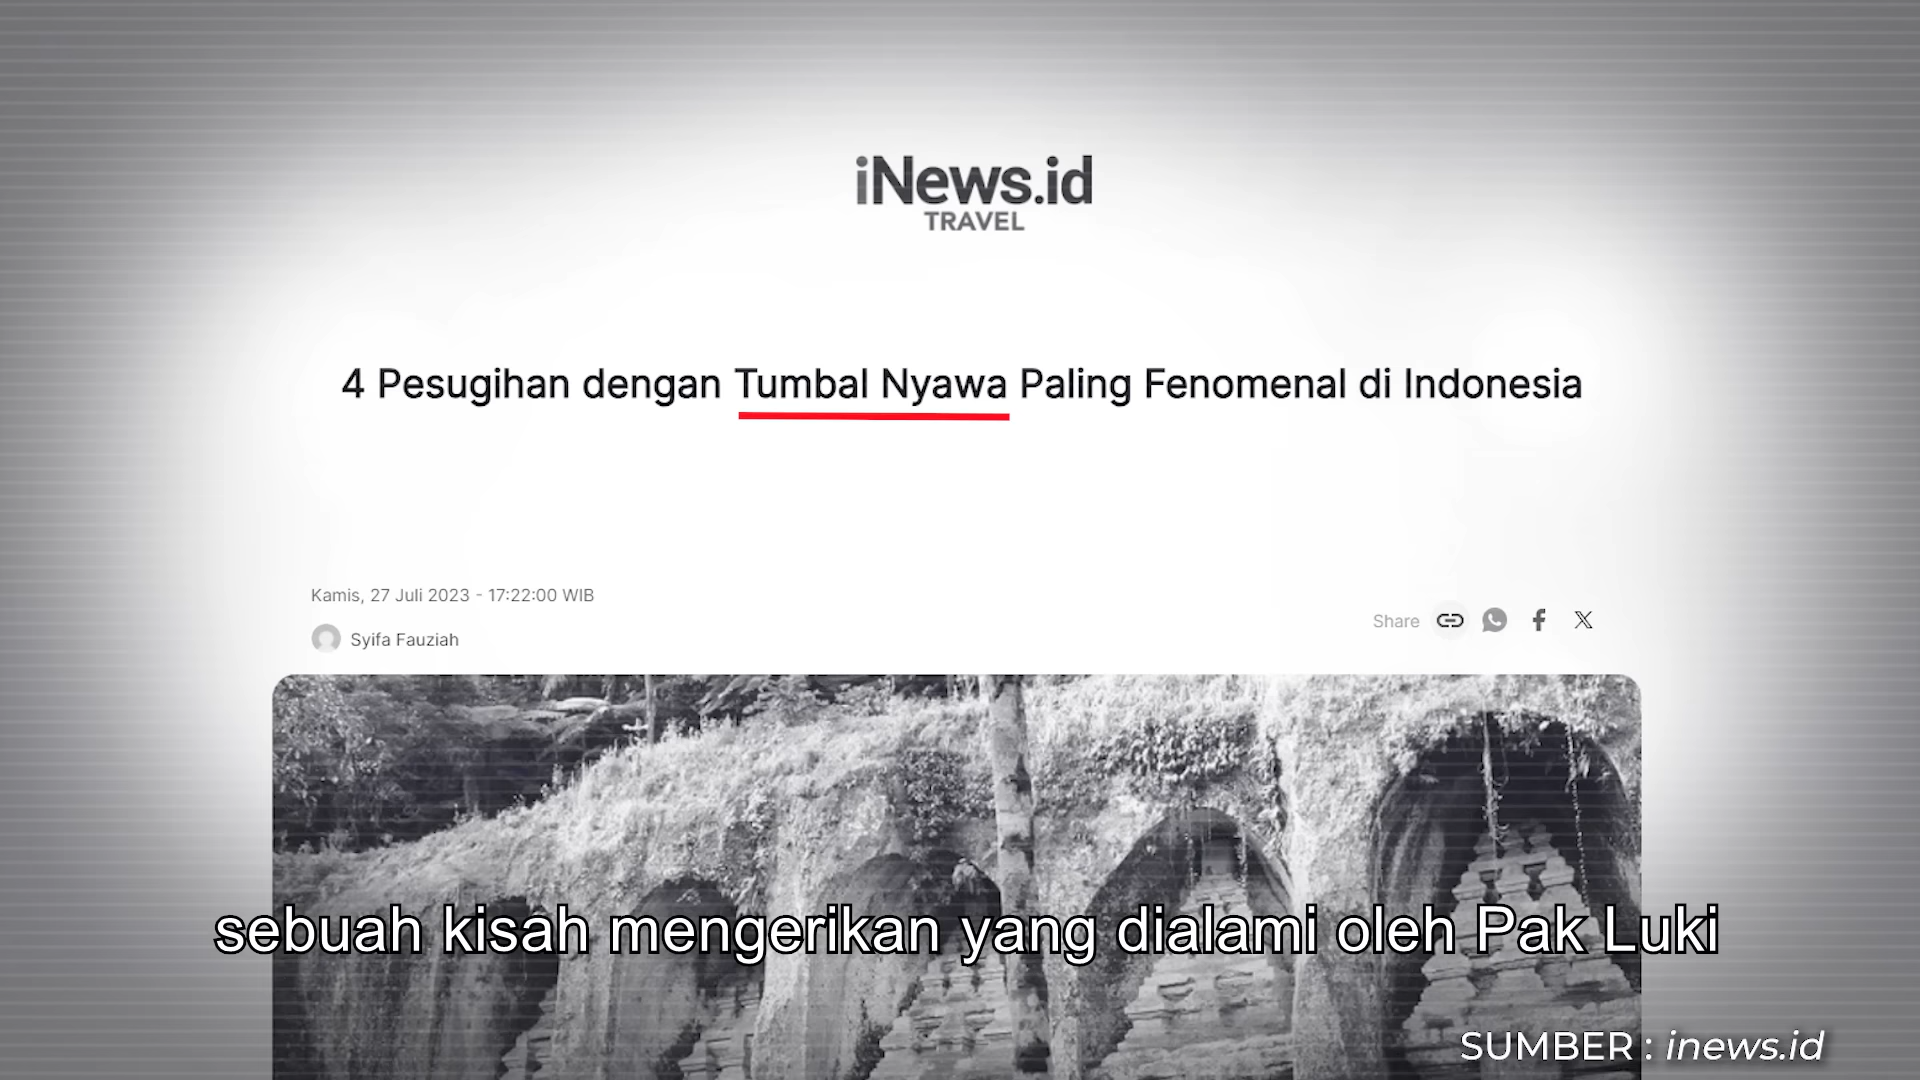 iNews.id
TRAVEL
4 Pesugihan dengan Tumbal Nyawa Paling Fenomenal di Indonesia
Kamis, 27 Juli 2023 - 17:22:00 WIB
Share
Syifa Fauziah
sebuah kisah mengerikan yang dialami oleh Pak Luki
SUMBER : inews.id